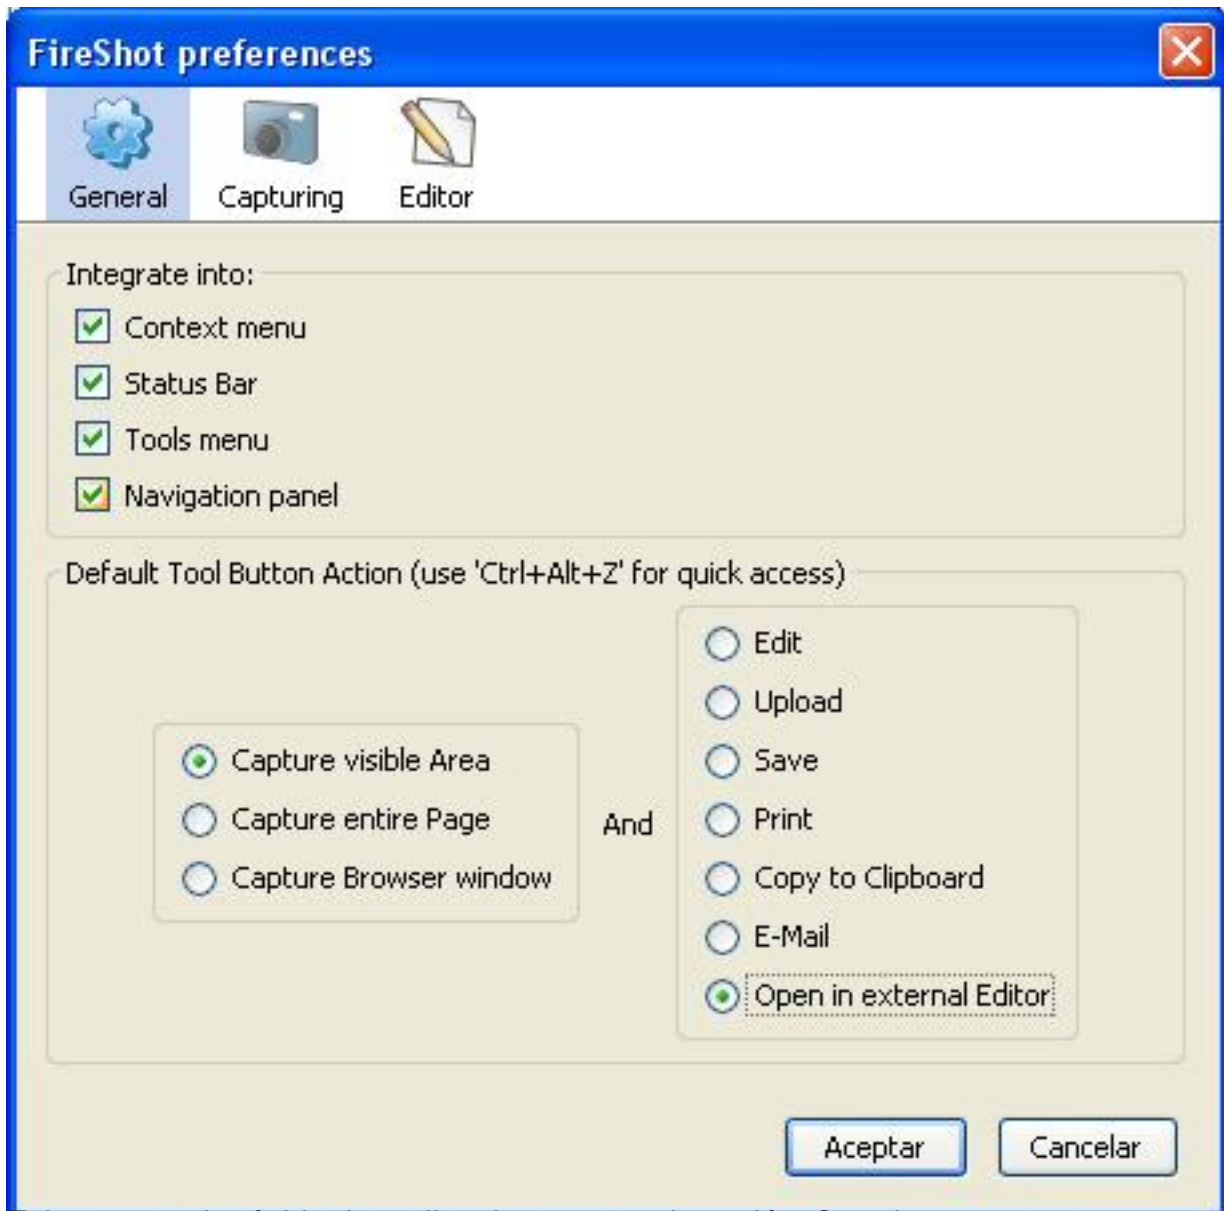 FireShot preferences
General
Capturing
Editor
Integrate into:
Context menu
Status Bar
Tools menu
Navigation panel
Default Tool Button Action (use 'Ctrl+Alt+Z' for quick access)
Capture visible Area
Capture entire Page
Capture Browser window
And
Edit
Upload
Save
Print
Copy to Clipboard
E-Mail
Open in external Editor
Aceptar
Cancelar